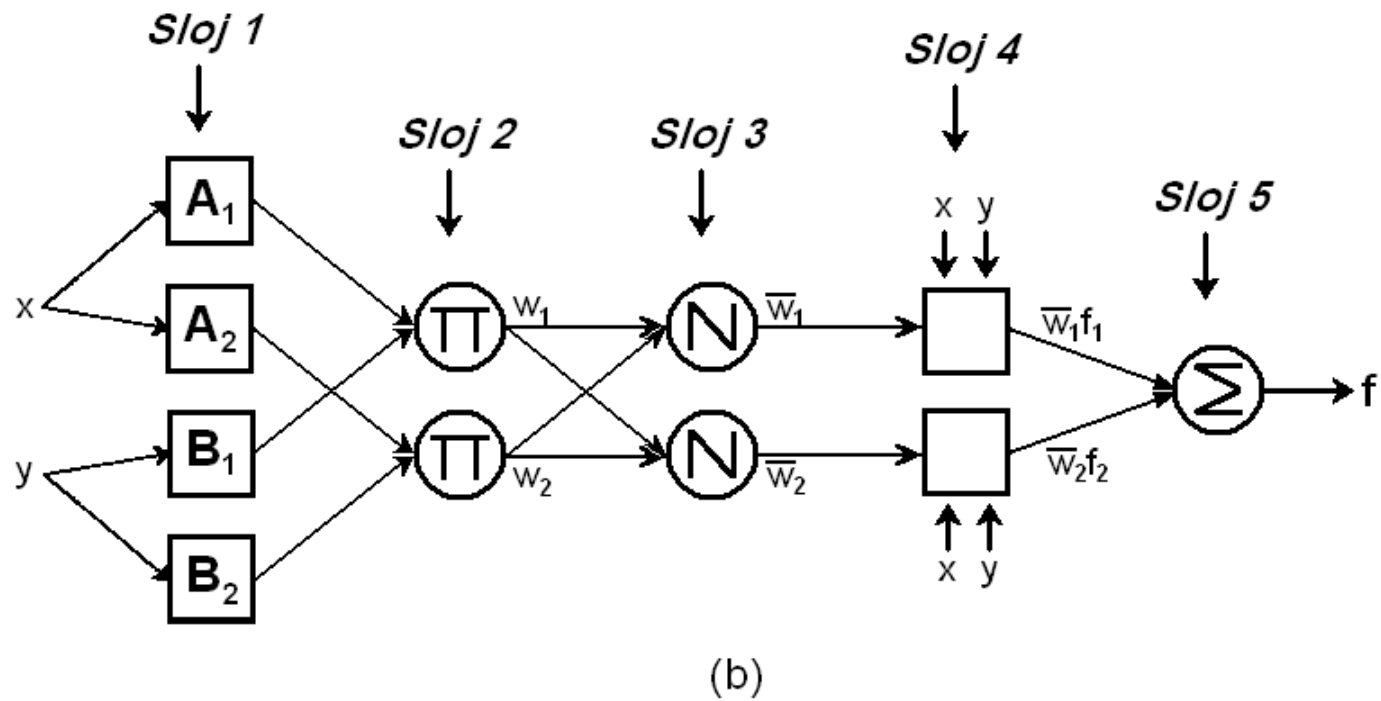 Sloj 1
Sloj 2
Sloj 3
Sloj 4
Sloj 5
x
y
A₁
A₂
B₁
B₂
Π
Π
w₁
w₂
N
N
w̅₁
w̅₂
x y
x y
w̅₁f₁
w̅₂f₂
Σ
f
(b)